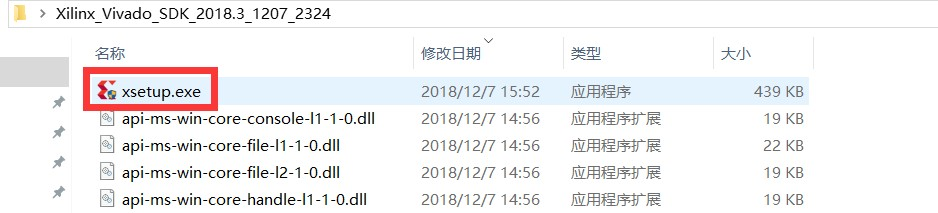 Xilinx_Vivado_SDK_2018.3_1207_2324
名称 修改日期 类型 大小
xsetup.exe 2018/12/7 15:52 应用程序 439 KB
api-ms-win-core-console-l1-1-0.dll 2018/12/7 14:56 应用程序扩展 19 KB
api-ms-win-core-file-l1-1-0.dll 2018/12/7 14:56 应用程序扩展 22 KB
api-ms-win-core-file-l2-1-0.dll 2018/12/7 14:56 应用程序扩展 19 KB
api-ms-win-core-handle-l1-1-0.dll 2018/12/7 14:56 应用程序扩展 19 KB